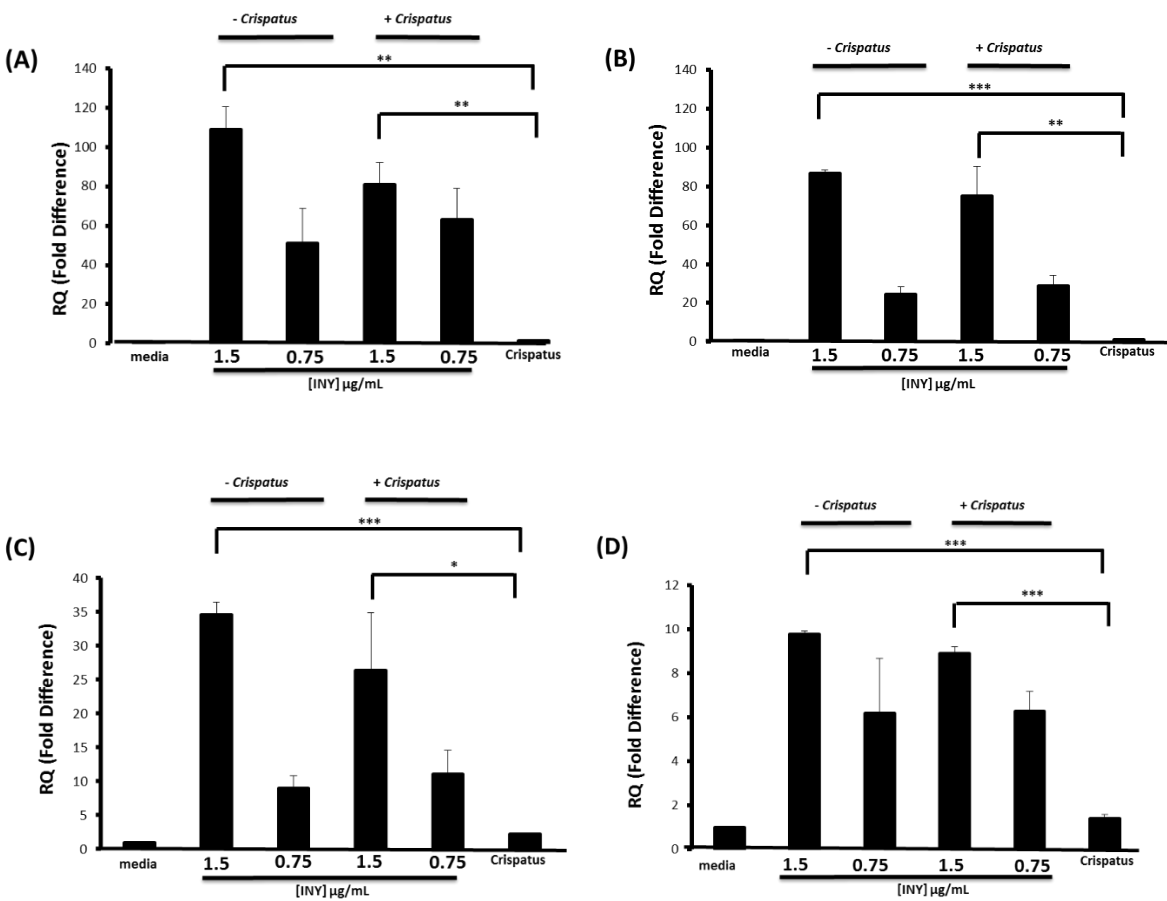 (A)
- Crispatus + Crispatus
**
**
RQ (Fold Difference)
140
120
100
80
60
40
20
0
media 1.5 0.75 1.5 0.75 Crispatus
[INY] µg/mL
(B)
- Crispatus + Crispatus
***
**
RQ (Fold Difference)
140
120
100
80
60
40
20
0
media 1.5 0.75 1.5 0.75 Crispatus
[INY] µg/mL
(C)
- Crispatus + Crispatus
***
*
RQ (Fold Difference)
40
35
30
25
20
15
10
5
0
media 1.5 0.75 1.5 0.75 Crispatus
[INY] µg/mL
(D)
- Crispatus + Crispatus
***
***
RQ (Fold Difference)
12
10
8
6
4
2
0
media 1.5 0.75 1.5 0.75 Crispatus
[INY] µg/mL